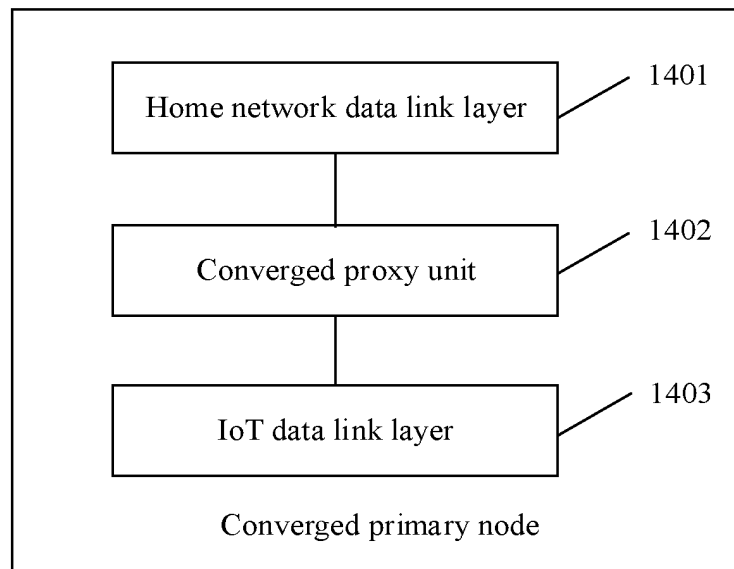 Home network data link layer
1401
Converged proxy unit
1402
IoT data link layer
1403
Converged primary node